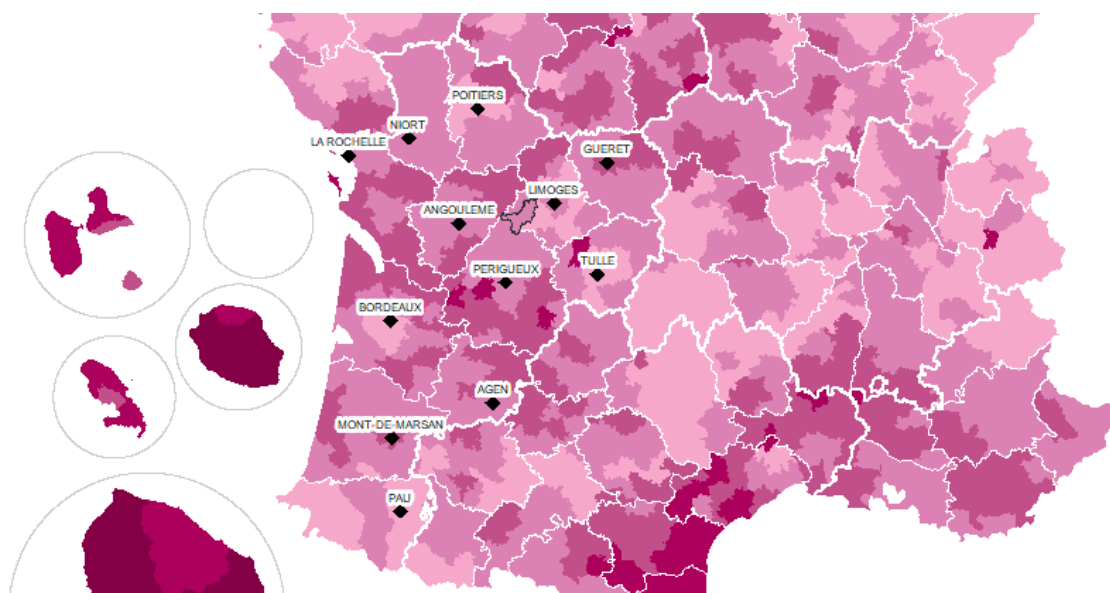 POITIERS
NIORT
LA ROCHELLE
GUERET
LIMOGES
ANGOULEME
PERIGUEUX
TULLE
BORDEAUX
AGEN
MONT-DE-MARSAN
PAU